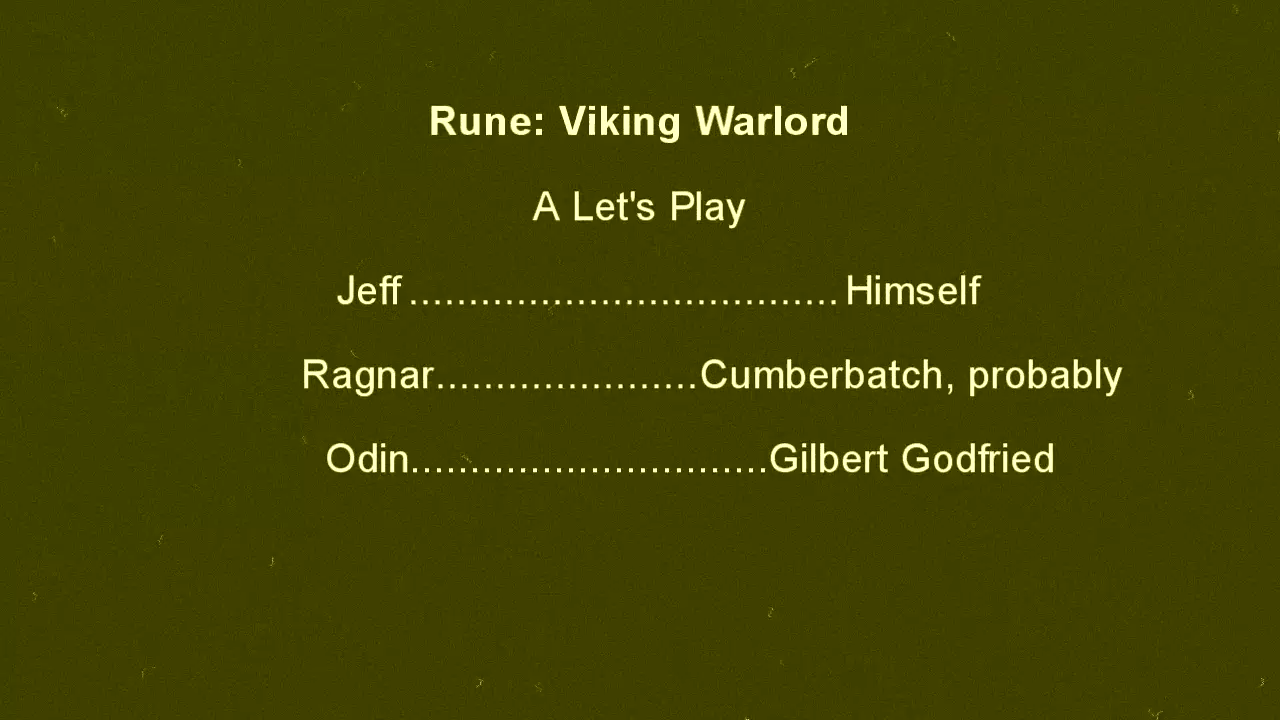 Rune: Viking Warlord
A Let's Play
Jeff....................................Himself
Ragnar......................Cumberbatch, probably
Odin..............................Gilbert Godfried